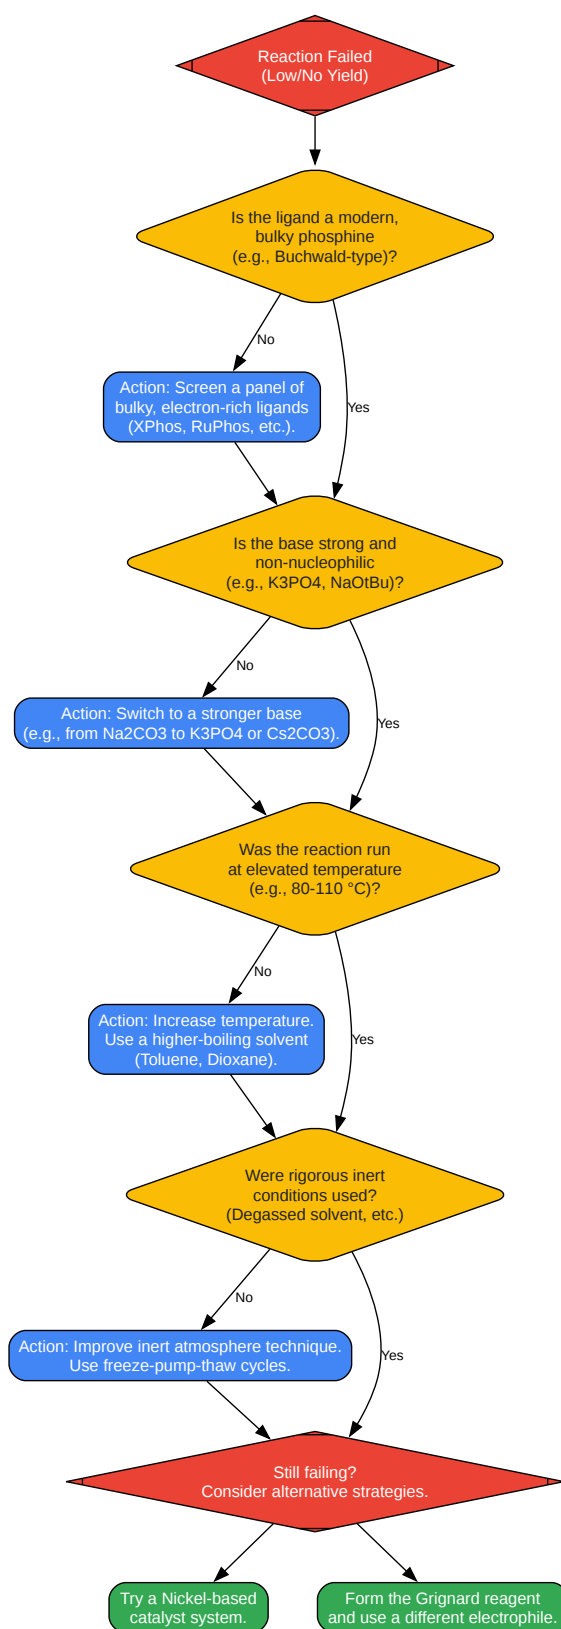 Reaction Failed
(Low/No Yield)
Is the ligand a modern,
bulky phosphine
(e.g., Buchwald-type)?
No
Yes
Action: Screen a panel of
bulky, electron-rich ligands
(XPhos, RuPhos, etc.).
Is the base strong and
non-nucleophilic
(e.g., K3PO4, NaOtBu)?
No
Yes
Action: Switch to a stronger base
(e.g., from Na2CO3 to K3PO4 or Cs2CO3).
Was the reaction run
at elevated temperature
(e.g., 80-110 °C)?
No
Yes
Action: Increase temperature.
Use a higher-boiling solvent
(Toluene, Dioxane).
Were rigorous inert
conditions used?
(Degassed solvent, etc.)
No
Yes
Action: Improve inert atmosphere technique.
Use freeze-pump-thaw cycles.
Still failing?
Consider alternative strategies.
Try a Nickel-based
catalyst system.
Form the Grignard reagent
and use a different electrophile.